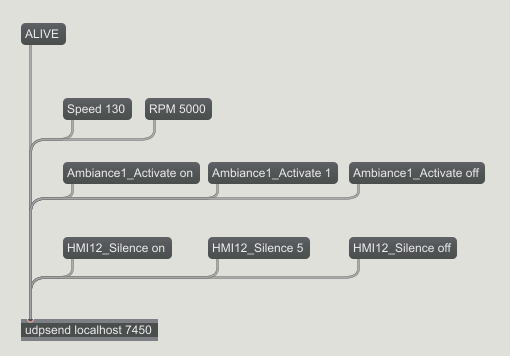 ALIVE
Speed 130
RPM 5000
Ambiance1_Activate on
Ambiance1_Activate 1
Ambiance1_Activate off
HMI12_Silence on
HMI12_Silence 5
HMI12_Silence off
udpsend localhost 7450